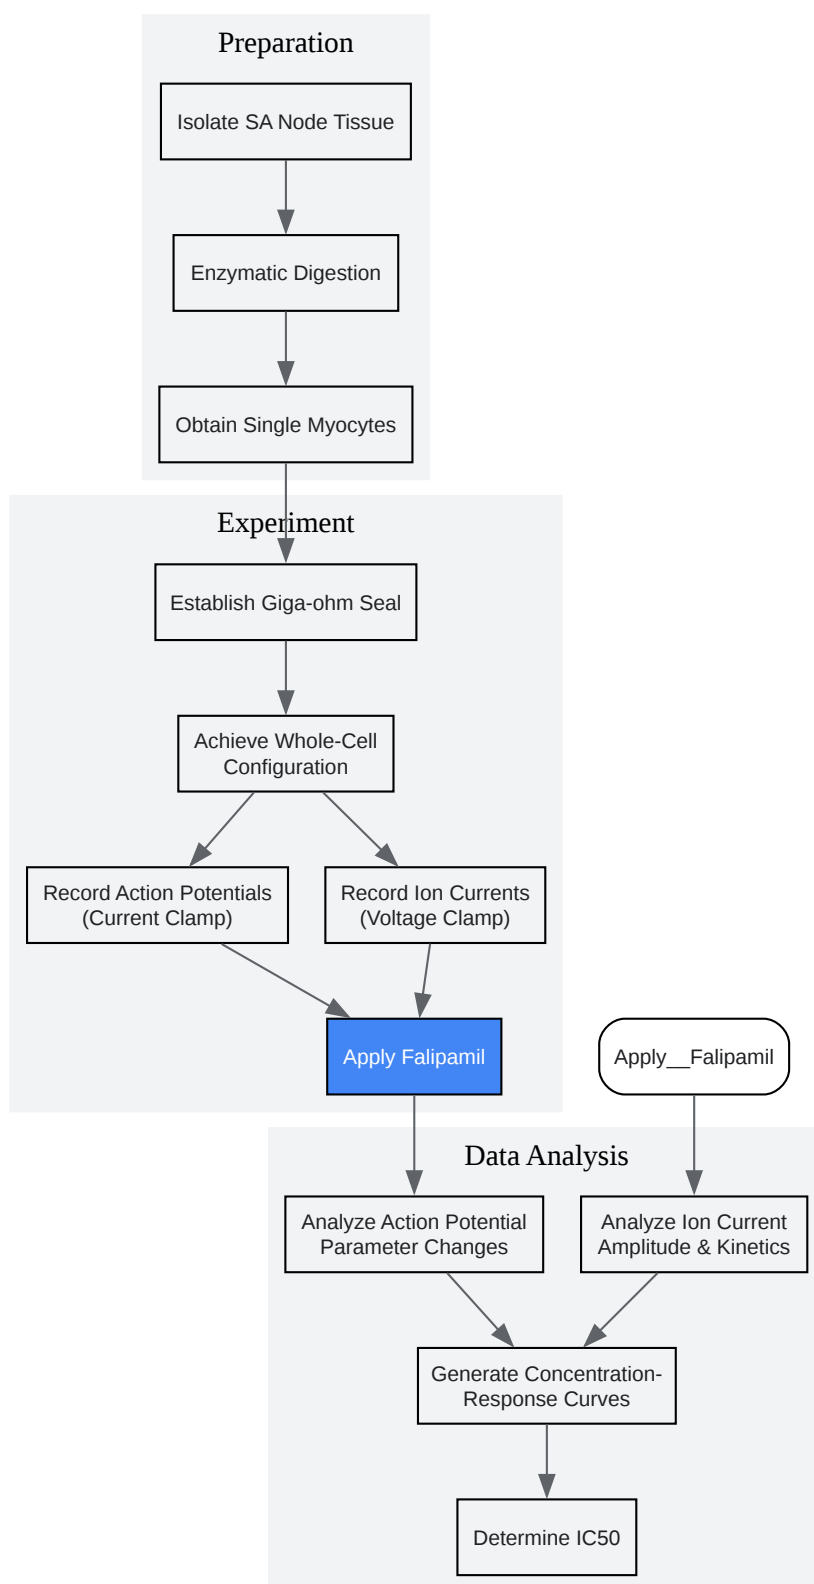 Preparation
Isolate SA Node Tissue
Enzymatic Digestion
Obtain Single Myocytes
Experiment
Establish Giga-ohm Seal
Achieve Whole-Cell
Configuration
Record Action Potentials
(Current Clamp)
Record Ion Currents
(Voltage Clamp)
Apply Falipamil
Apply__Falipamil
Data Analysis
Analyze Action Potential
Parameter Changes
Analyze Ion Current
Amplitude & Kinetics
Generate Concentration-
Response Curves
Determine IC50